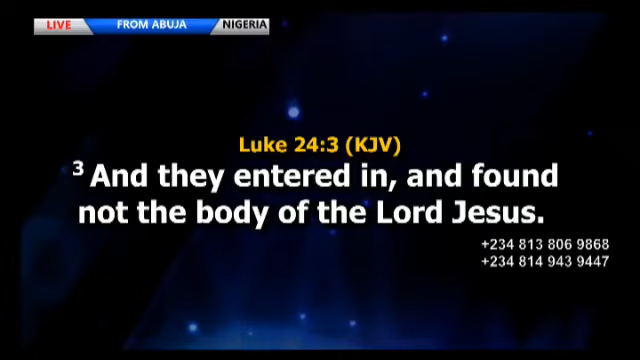 LIVE FROM ABUJA NIGERIA
Luke 24:3 (KJV)
3 And they entered in, and found
not the body of the Lord Jesus.
+234 813 806 9868
+234 814 943 9447